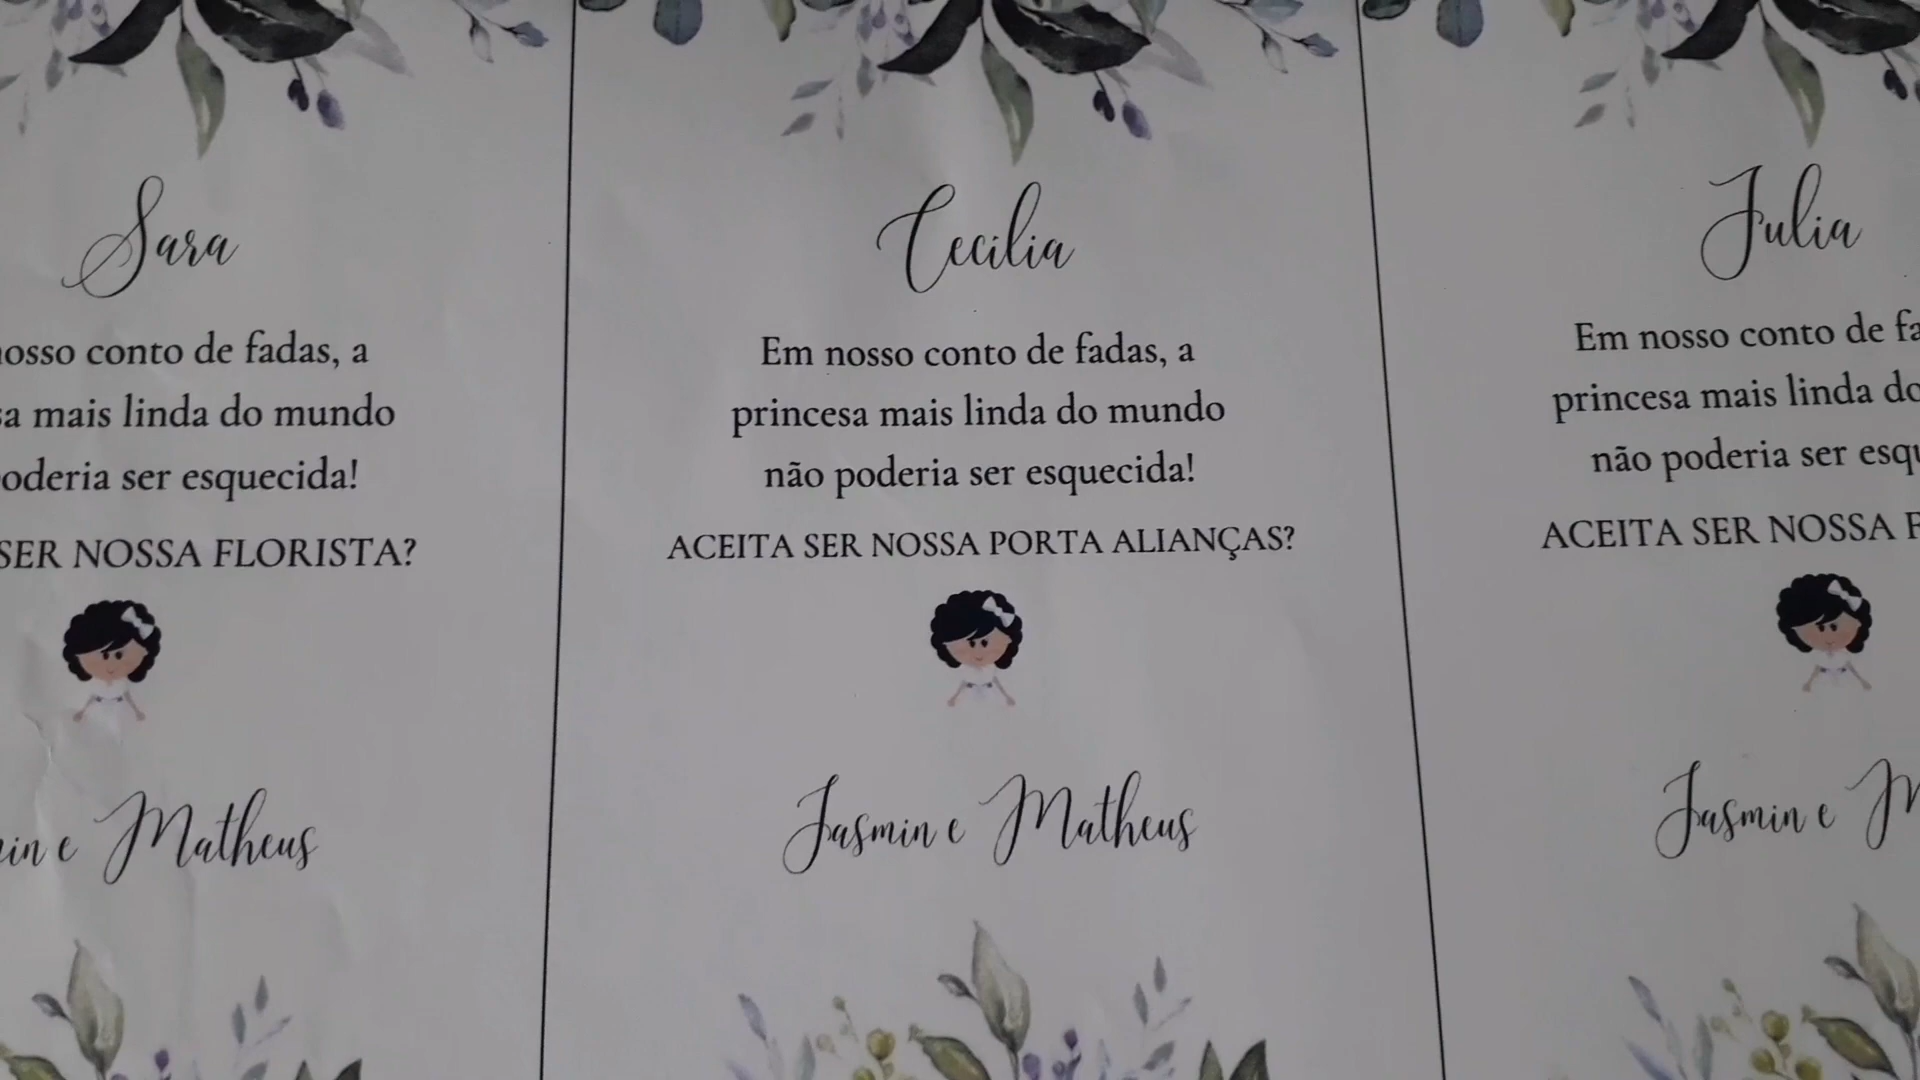 Sara
osso conto de fadas, a
sa mais linda do mundo
oderia ser esquecida!
SER NOSSA FLORISTA?
in e Matheus
Cecilia
Em nosso conto de fadas, a
princesa mais linda do mundo
não poderia ser esquecida!
ACEITA SER NOSSA PORTA ALIANÇAS?
Jasmin e Matheus
Julia
Em nosso conto de fa
princesa mais linda do
não poderia ser esqu
ACEITA SER NOSSA F
Jasmin e M